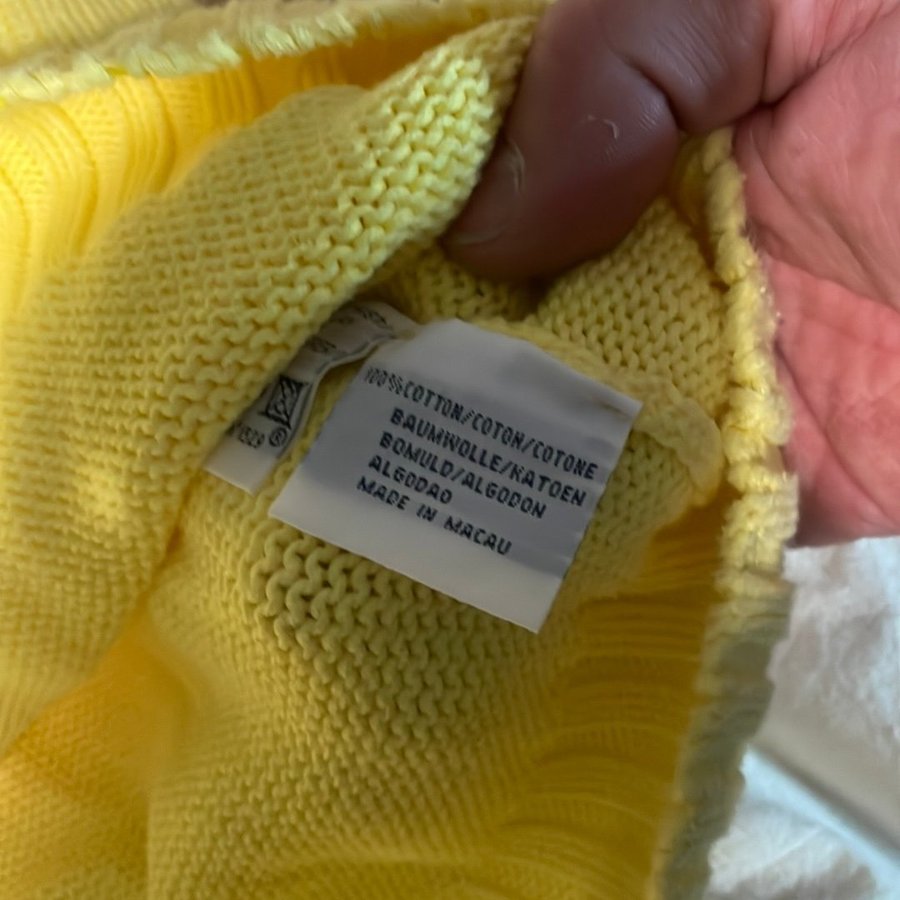 100%COTTON/COTON/COTONE
BAUMWOLLE/KATOEN
BOMULD/ALGODON
ALGODAO
MADE IN MACAU
®